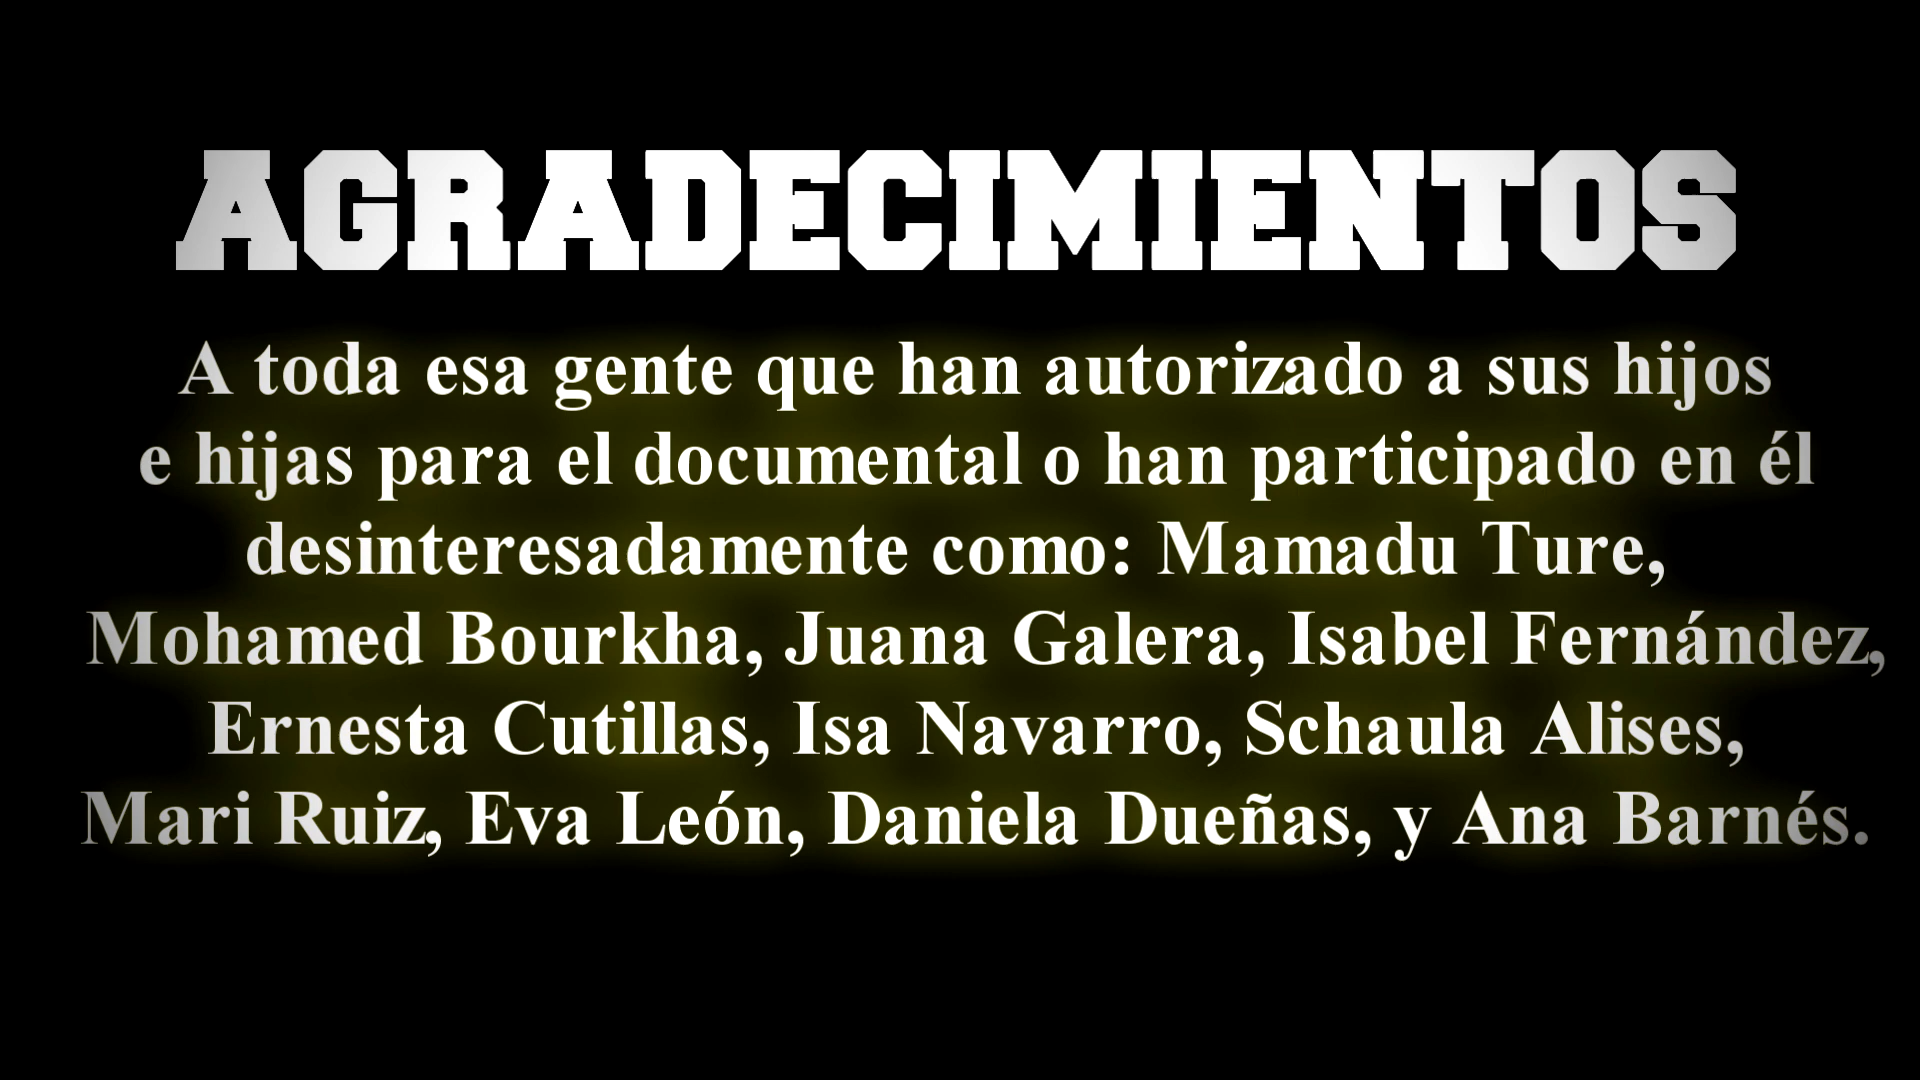 AGRADECIMIENTOS
A toda esa gente que han autorizado a sus hijos
e hijas para el documental o han participado en él
desinteresadamente como: Mamadu Ture,
Mohamed Bourkha, Juana Galera, Isabel Fernández,
Ernesta Cutillas, Isa Navarro, Schaula Alises,
Mari Ruiz, Eva León, Daniela Dueñas, y Ana Barnés.